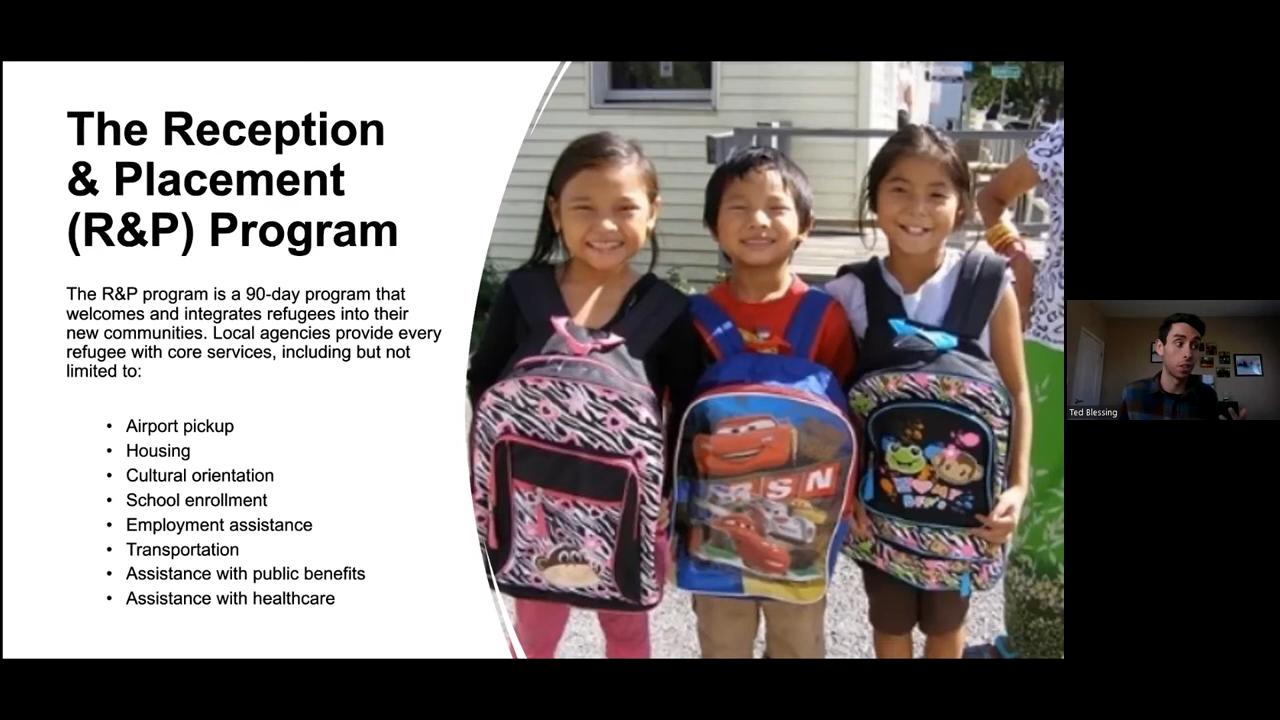 The Reception
& Placement
(R&P) Program
The R&P program is a 90-day program that
welcomes and integrates refugees into their
new communities. Local agencies provide every
refugee with core services, including but not
limited to:
• Airport pickup
• Housing
• Cultural orientation
• School enrollment
• Employment assistance
• Transportation
• Assistance with public benefits
• Assistance with healthcare
Ted Blessing